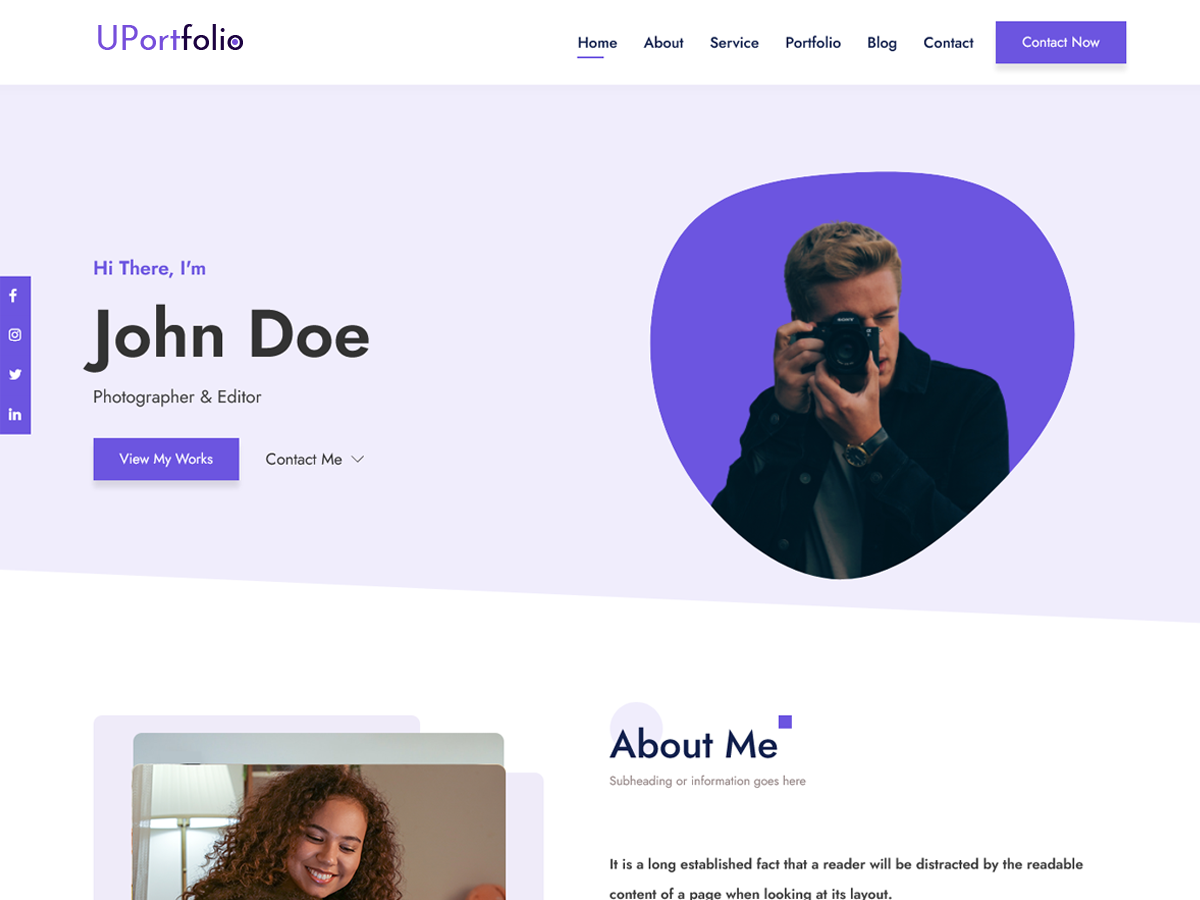 UPortfolio
Home About Service Portfolio Blog Contact Contact Now
Hi There, I'm
John Doe
Photographer & Editor
View My Works Contact Me
SONY
About Me
Subheading or information goes here
It is a long established fact that a reader will be distracted by the readable
content of a page when looking at its layout.